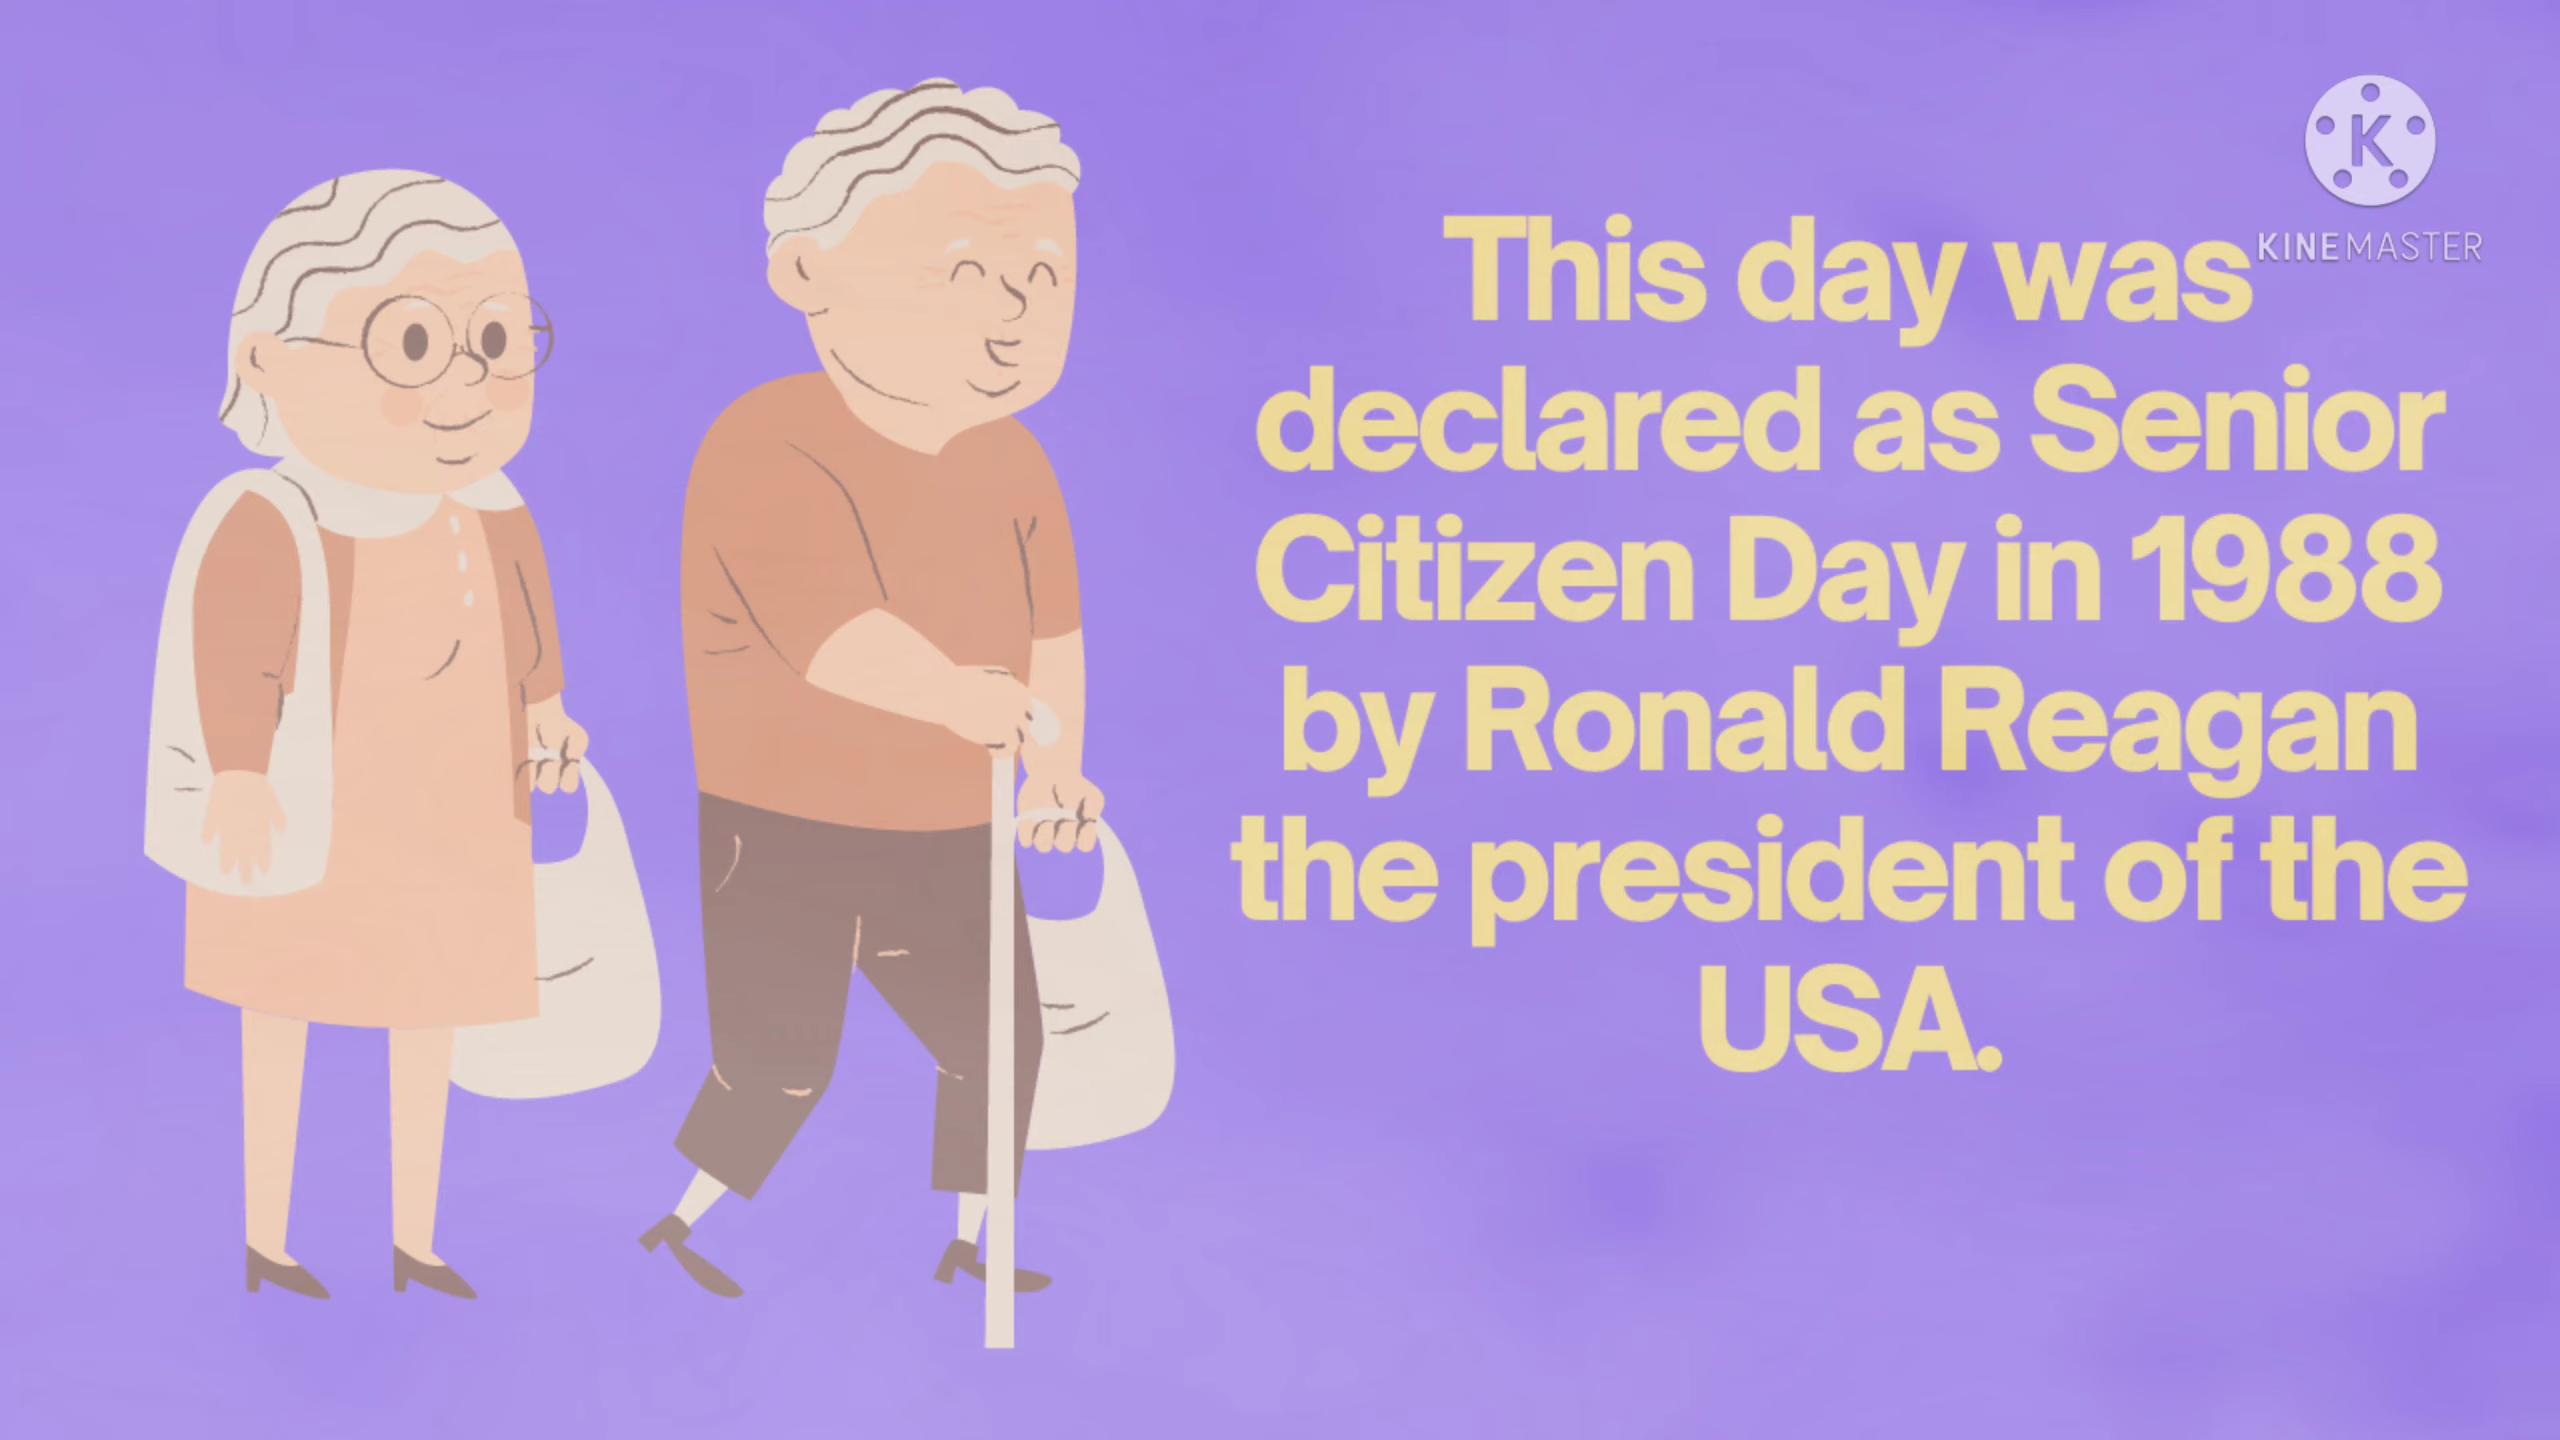 K
KINEMASTER
This day was
declared as Senior
Citizen Day in 1988
by Ronald Reagan
the president of the
USA.